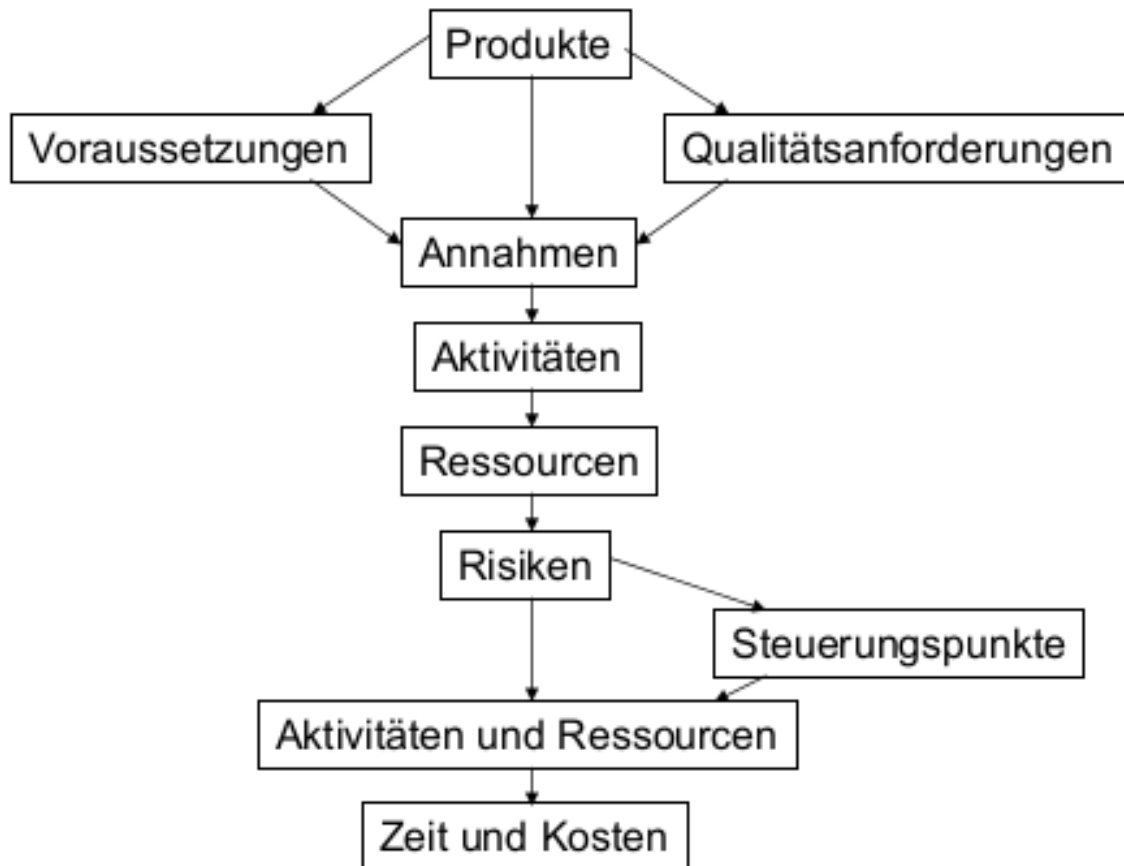 Produkte
Voraussetzungen
Qualitätsanforderungen
Annahmen
Aktivitäten
Ressourcen
Risiken
Steuerungspunkte
Aktivitäten und Ressourcen
Zeit und Kosten